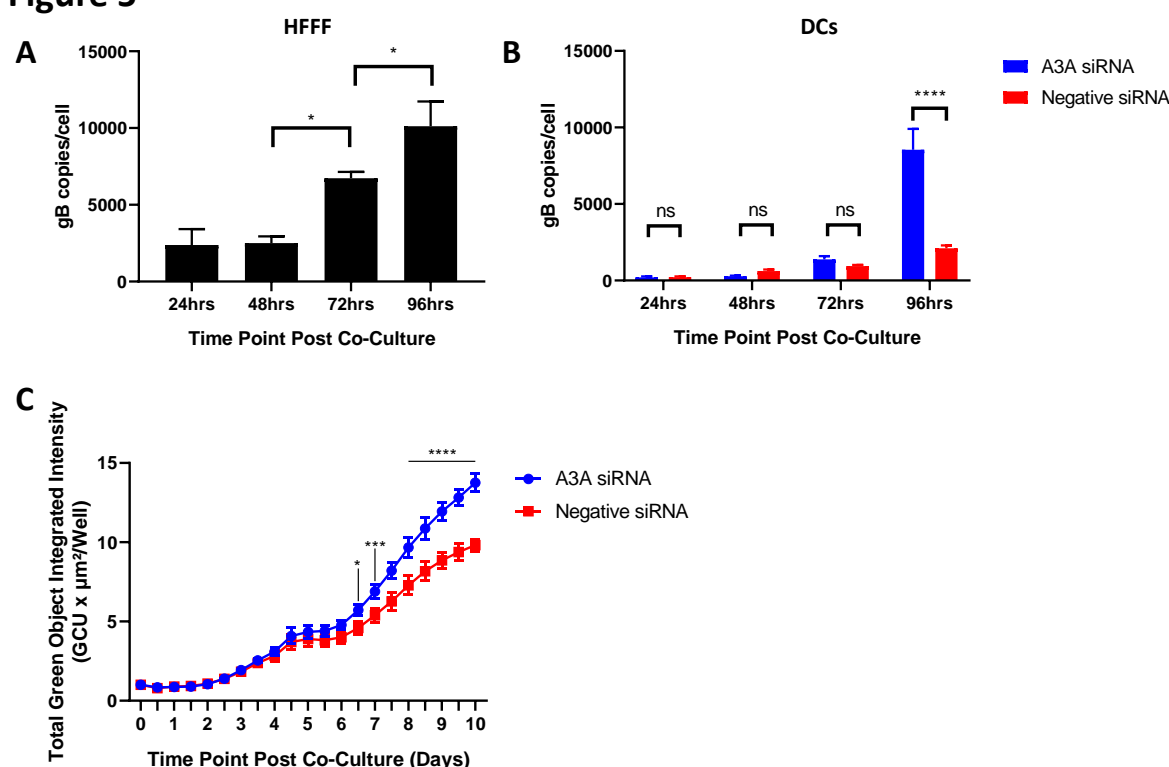 HFFF
A
15000
10000
5000
0
gB copies/cell
*
*
24hrs 48hrs 72hrs 96hrs
Time Point Post Co-Culture
DCs
B
15000
10000
5000
0
gB copies/cell
ns
ns
ns
****
24hrs 48hrs 72hrs 96hrs
Time Point Post Co-Culture
A3A siRNA
Negative siRNA
C
Total Green Object Integrated Intensity
(GCU x µm²/Well)
15
10
5
0
*
***
****
0 1 2 3 4 5 6 7 8 9 10
Time Point Post Co-Culture (Days)
A3A siRNA
Negative siRNA